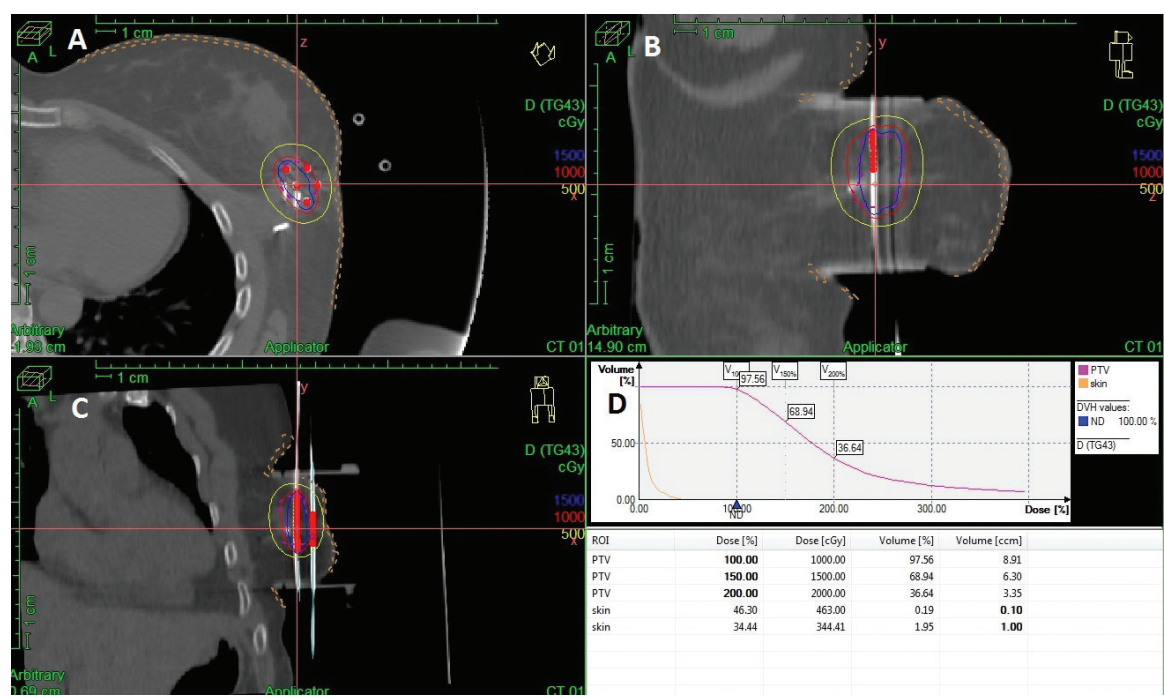 A
1 cm
z
A
L
D (TG43)
cGy
1500
1000
500
x
1 cm
Arbitrary
Applicator
CT 01
B
1 cm
y
A
L
D (TG43)
cGy
1500
1000
500
z
1 cm
Arbitrary
14.90 cm
Applicator
CT 01
C
1 cm
y
A
L
D (TG43)
cGy
1500
1000
500
x
1 cm
Arbitrary
0.69 cm
Applicator
CT 01
D
Volume
[%]
V150%
V200%
97.56
68.94
36.64
50.00
0.00
0.00
200.00
300.00
Dose [%]
ND
PTV
skin
DVH values:
ND 100.00 %
D (TG43)
ROI Dose [%] Dose [cGy] Volume [%] Volume [ccm]
PTV 100.00 1000.00 97.56 8.91
PTV 150.00 1500.00 68.94 6.30
PTV 200.00 2000.00 36.64 3.35
skin 46.30 463.00 0.19 0.10
skin 34.44 344.41 1.95 1.00